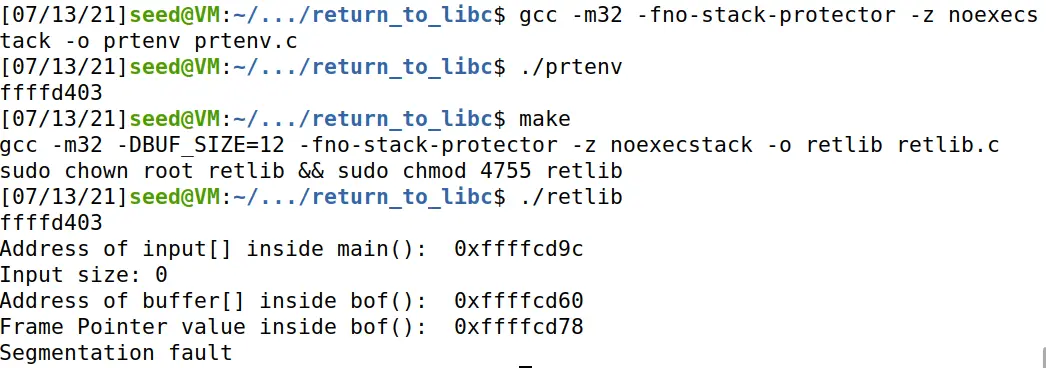 [07/13/21]seed@VM:~/.../return_to_libc$ gcc -m32 -fno-stack-protector -z noexecs
tack -o prtenv prtenv.c
[07/13/21]seed@VM:~/.../return_to_libc$ ./prtenv
ffffd403
[07/13/21]seed@VM:~/.../return_to_libc$ make
gcc -m32 -DBUF_SIZE=12 -fno-stack-protector -z noexecstack -o retlib retlib.c
sudo chown root retlib && sudo chmod 4755 retlib
[07/13/21]seed@VM:~/.../return_to_libc$ ./retlib
ffffd403
Address of input[] inside main():  0xffffcd9c
Input size: 0
Address of buffer[] inside bof():  0xffffcd60
Frame Pointer value inside bof():  0xffffcd78
Segmentation fault